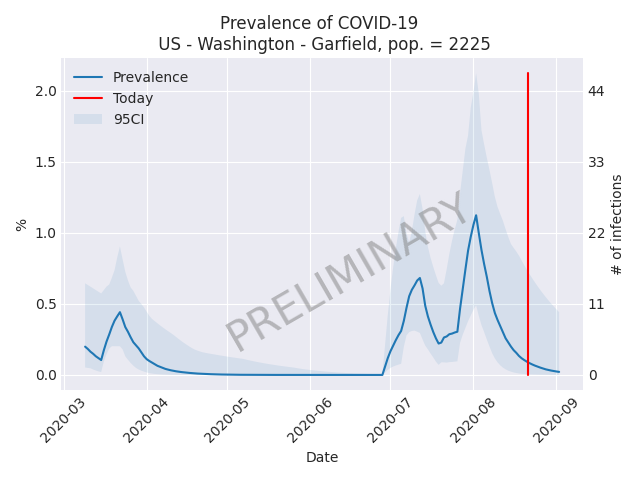 Prevalence of COVID-19
US - Washington - Garfield, pop. = 2225
Prevalence
Today
95CI
PRELIMINARY
%
2.0
1.5
1.0
0.5
0.0
44
33
22
11
0
# of infections
2020-03
2020-04
2020-05
2020-06
2020-07
2020-08
2020-09
Date